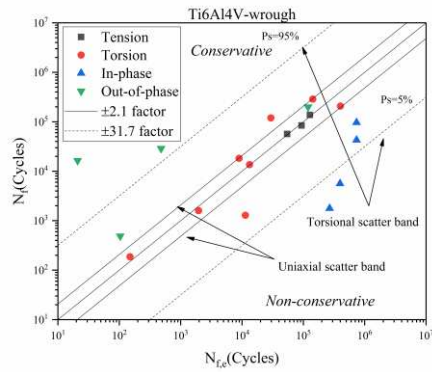 Ti6Al4V-wrough
Tension
Torsion
In-phase
Out-of-phase
±2.1 factor
±31.7 factor
Conservative
Ps=95%
Ps=5%
Torsional scatter band
Uniaxial scatter band
Non-conservative
N_f(Cycles)
10^7
10^6
10^5
10^4
10^3
10^2
10^1
10^1 10^2 10^3 10^4 10^5 10^6 10^7
N_f,e(Cycles)